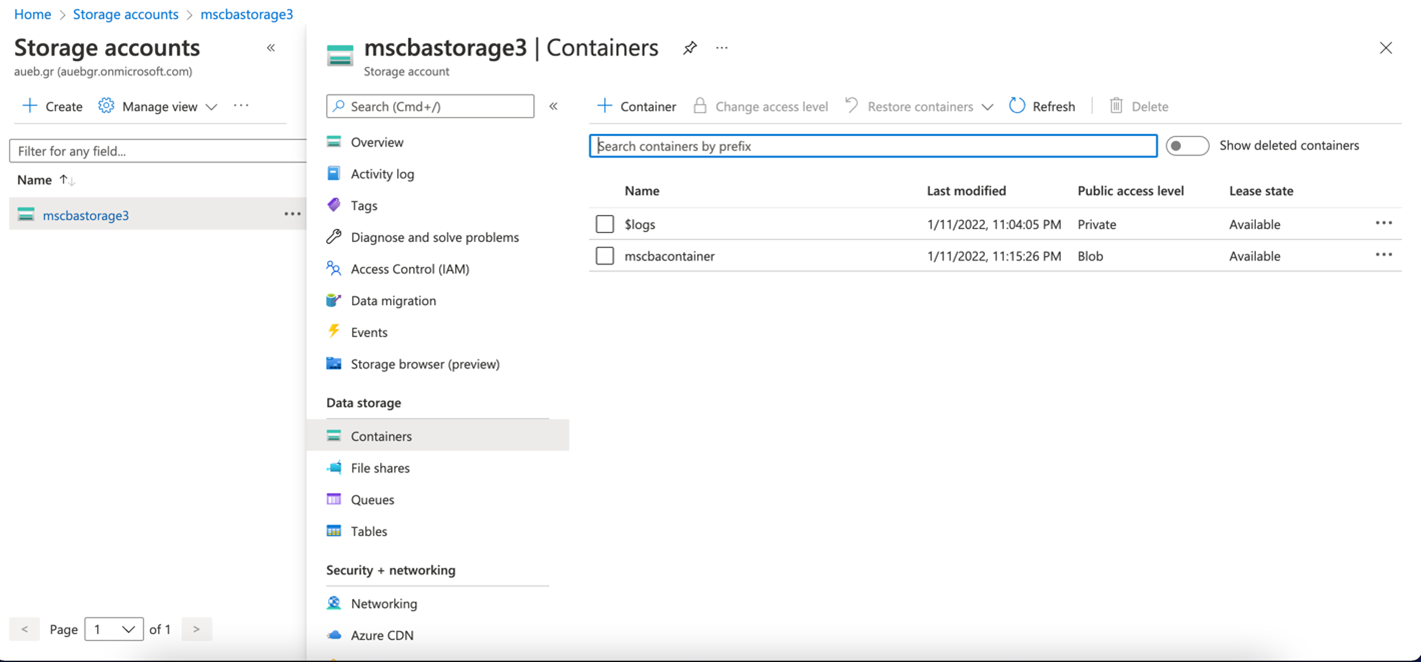 Home > Storage accounts > mscbastorage3
Storage accounts «
aueb.gr (auebgr.onmicrosoft.com)
+ Create Manage view ···
Filter for any field...
Name ↑↓
mscbastorage3 ···
< Page 1 of 1 >
mscbastorage3 | Containers ···
Storage account
Search (Cmd+/) «
Overview
Activity log
Tags
Diagnose and solve problems
Access Control (IAM)
Data migration
Events
Storage browser (preview)
Data storage
Containers
File shares
Queues
Tables
Security + networking
Networking
Azure CDN
+ Container Change access level Restore containers Refresh Delete
Search containers by prefix Show deleted containers
Name Last modified Public access level Lease state
$logs 1/11/2022, 11:04:05 PM Private Available ···
mscbacontainer 1/11/2022, 11:15:26 PM Blob Available ···